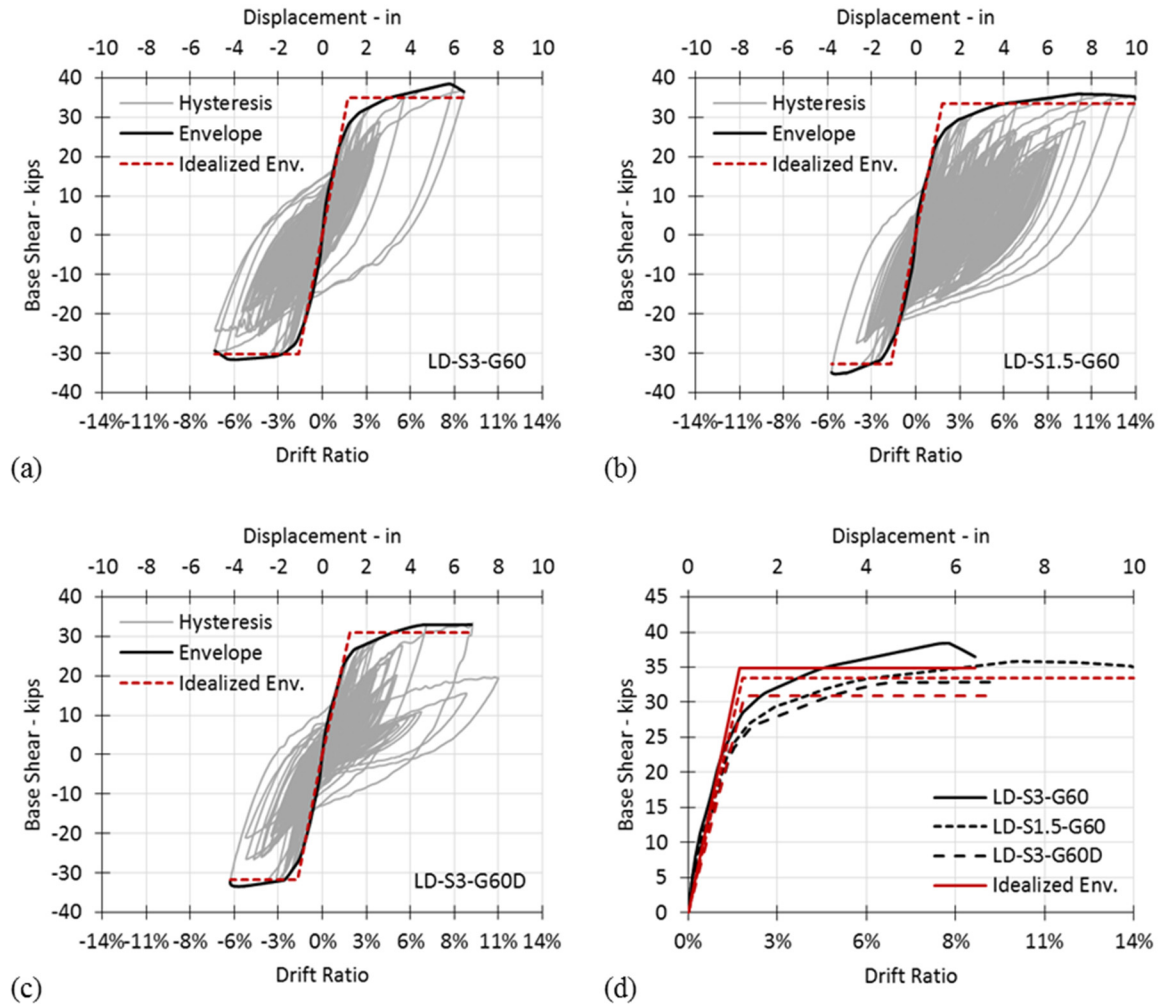 Displacement - in
-10 -8 -6 -4 -2 0 2 4 6 8 10
40
30
20
10
0
-10
-20
-30
-40
Base Shear - kips
Hysteresis
Envelope
Idealized Env.
LD-S3-G60
-14%-11% -8% -6% -3% 0% 3% 6% 8% 11% 14%
Drift Ratio
(a)
Displacement - in
-10 -8 -6 -4 -2 0 2 4 6 8 10
40
30
20
10
0
-10
-20
-30
-40
Base Shear - kips
Hysteresis
Envelope
Idealized Env.
LD-S1.5-G60
-14%-11% -8% -6% -3% 0% 3% 6% 8% 11% 14%
Drift Ratio
(b)
Displacement - in
-10 -8 -6 -4 -2 0 2 4 6 8 10
40
30
20
10
0
-10
-20
-30
-40
Base Shear - kips
Hysteresis
Envelope
Idealized Env.
LD-S3-G60D
-14%-11% -8% -6% -3% 0% 3% 6% 8% 11% 14%
Drift Ratio
(c)
Displacement - in
0 2 4 6 8 10
45
40
35
30
25
20
15
10
5
0
Base Shear - kips
LD-S3-G60
LD-S1.5-G60
LD-S3-G60D
Idealized Env.
0% 3% 6% 8% 11% 14%
Drift Ratio
(d)